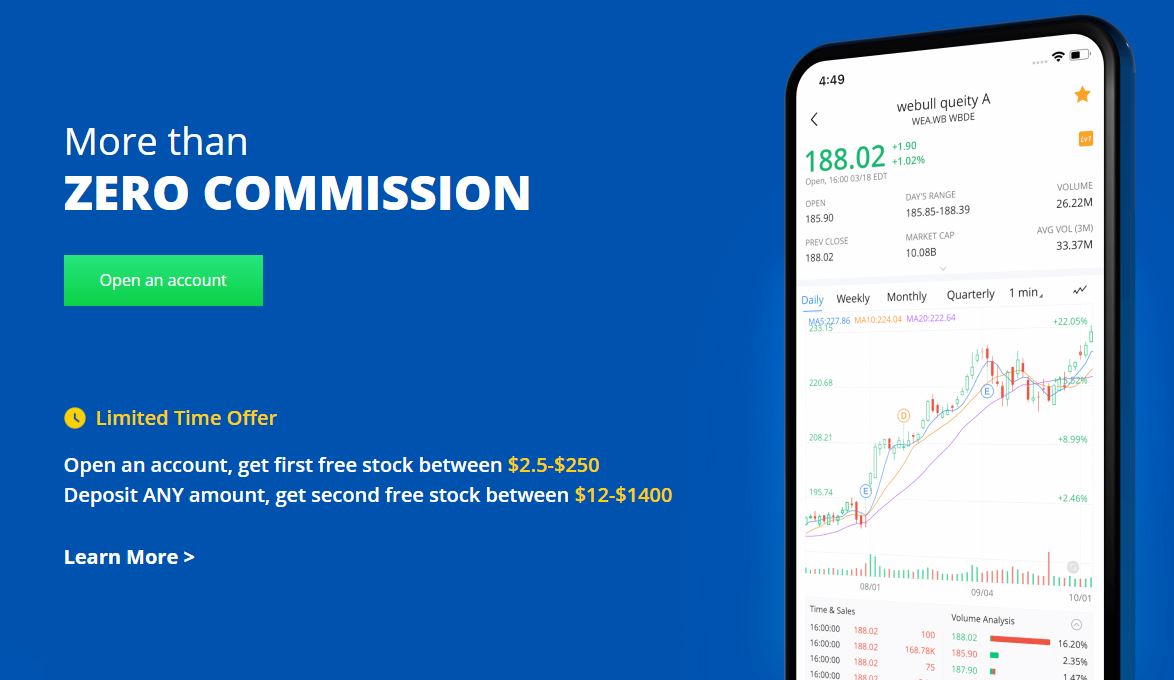 More than
ZERO COMMISSION
Open an account
Limited Time Offer
Open an account, get first free stock between $2.5-$250
Deposit ANY amount, get second free stock between $12-$1400
Learn More >
4:49
webull queity A
WEA.WB WBDE
188.02 +1.90
+1.02%
Open, 16:00 03/18 EDT
OPEN DAY'S RANGE VOLUME
185.90 185.85-188.39 26.22M
PREV CLOSE MARKET CAP AVG VOL (3M)
188.02 10.08B 33.37M
Daily Weekly Monthly Quarterly 1 min
MA5:227.86 MA10:224.04 MA20:222.64
233.15 +22.05%
220.68
D
E
208.21 +8.99%
E
195.74 +2.46%
08/01 09/04 10/01
Time & Sales Volume Analysis
16:00:00 188.02 100 188.02 16.20%
16:00:00 188.02 168.78K 185.90 2.35%
16:00:00 188.02 75 187.90 1.47%
16:00:00 188.02